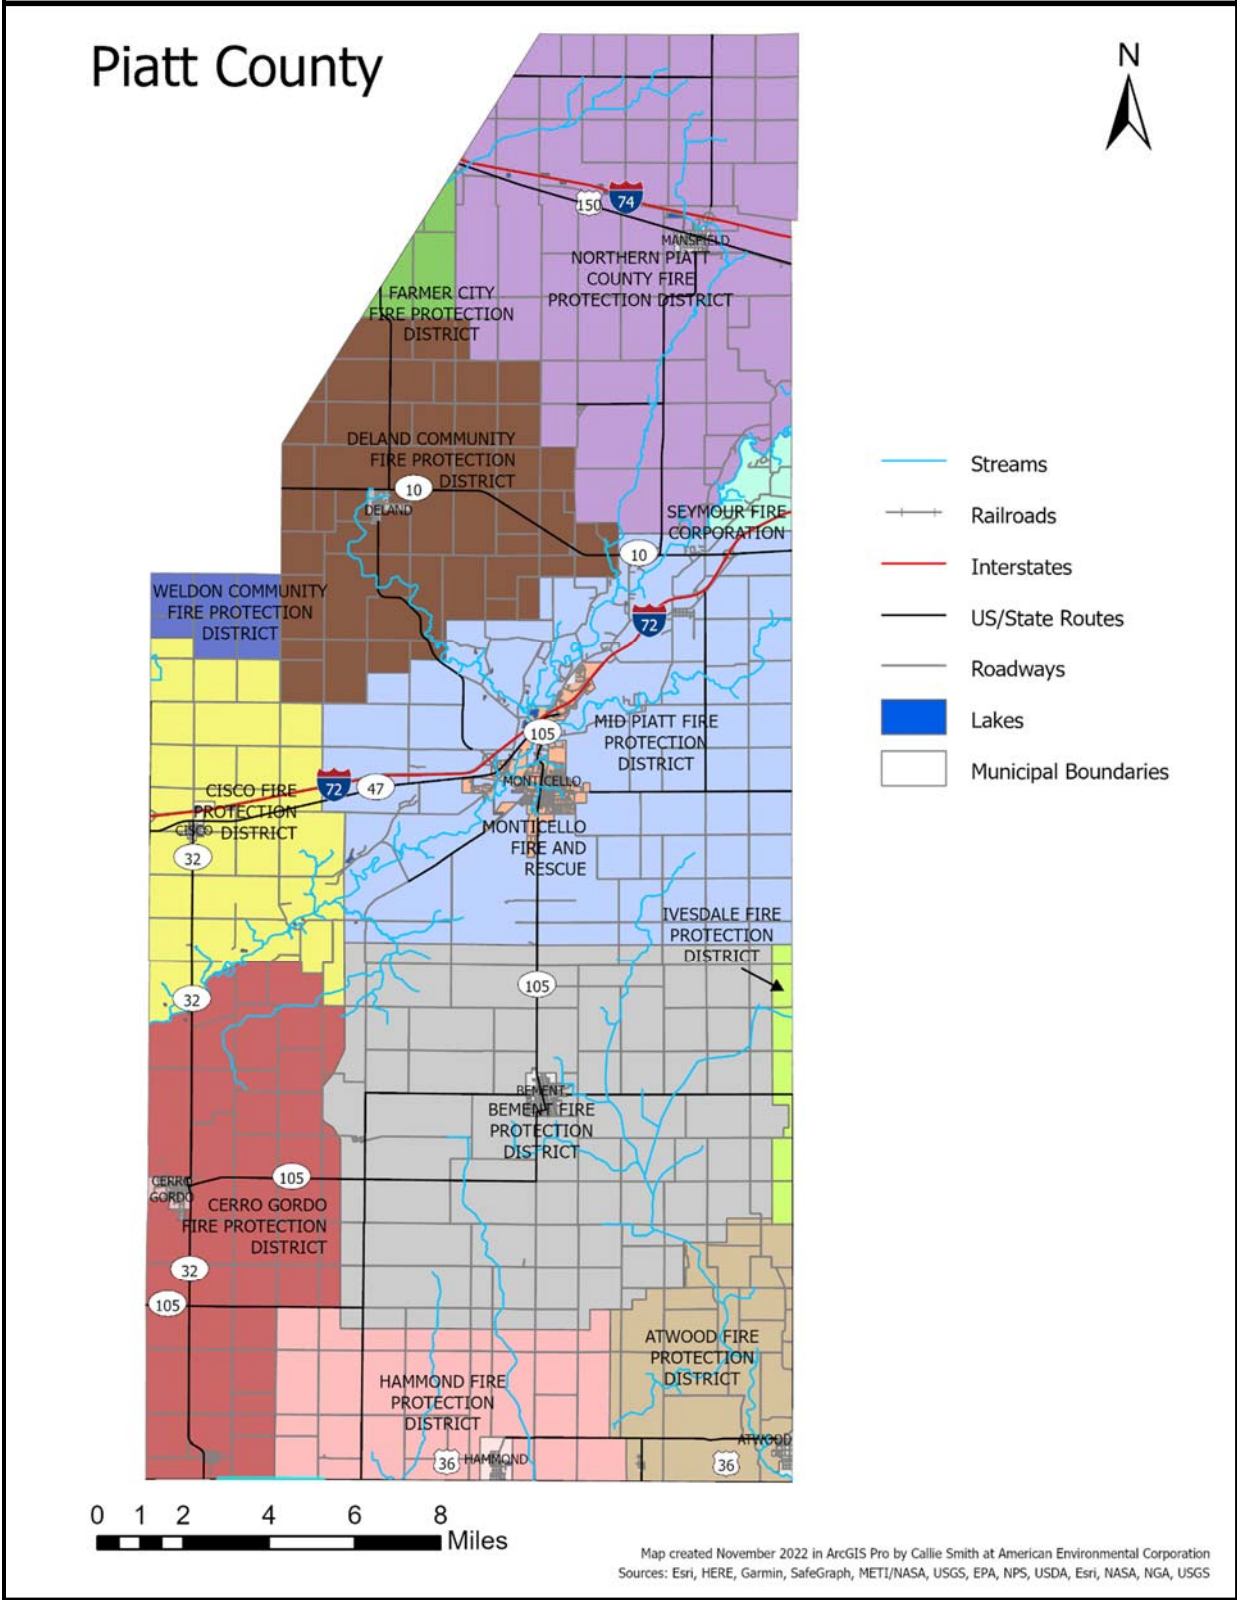 Piatt County
N
150
74
MANSFIELD
NORTHERN PIATT
COUNTY FIRE
PROTECTION DISTRICT
FARMER CITY
FIRE PROTECTION
DISTRICT
DELAND COMMUNITY
FIRE PROTECTION
DISTRICT
10
DELAND
SEYMOUR FIRE
CORPORATION
10
WELDON COMMUNITY
FIRE PROTECTION
DISTRICT
72
105
MID PIATT FIRE
PROTECTION
DISTRICT
MONTICELLO
72
47
CISCO FIRE
PROTECTION
DISTRICT
CISCO
32
MONTICELLO
FIRE AND
RESCUE
IVESDALE FIRE
PROTECTION
DISTRICT
32
105
BEMENT
BEMENT FIRE
PROTECTION
DISTRICT
105
CERRO
GORDO
CERRO GORDO
FIRE PROTECTION
DISTRICT
32
105
ATWOOD FIRE
PROTECTION
DISTRICT
HAMMOND FIRE
PROTECTION
DISTRICT
36
HAMMOND
36
ATWOOD
Streams
Railroads
Interstates
US/State Routes
Roadways
Lakes
Municipal Boundaries
0 1 2 4 6 8
Miles
Map created November 2022 in ArcGIS Pro by Callie Smith at American Environmental Corporation
Sources: Esri, HERE, Garmin, SafeGraph, METI/NASA, USGS, EPA, NPS, USDA, Esri, NASA, NGA, USGS